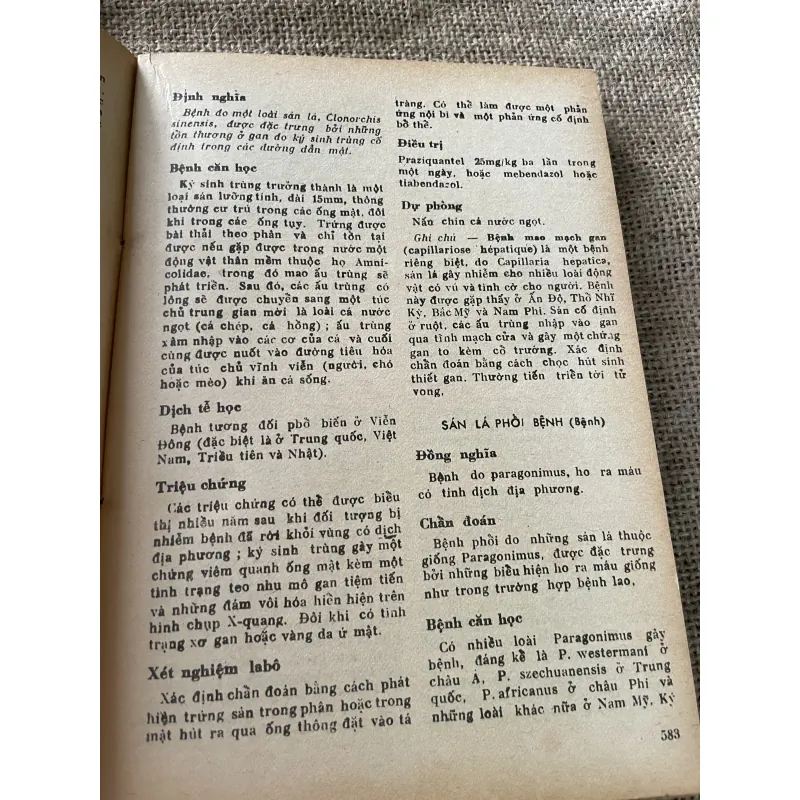 Định nghĩa
Bệnh do một loài sán lá, Clonorchis
sinensis, được đặc trưng bởi những
tồn thương ở gan do ký sinh trùng cố
định trong các đường dẫn mật.
Bệnh căn học
Ký sinh trùng trưởng thành là một
loại sán lưỡng tính, dài 15mm, thông
thường cư trú trong các ống mật, đôi
khi trong các ống tụy. Trứng được
bài thải theo phân và chỉ tồn tại
được nếu gặp được trong nước một
động vật thân mềm thuộc họ Amni-
colidae, trong đó mao ấu trùng sẽ
phát triển. Sau đó, các ấu trùng có
lông sẽ được chuyển sang một túc
chủ trung gian mới là loài cá nước
ngọt (cá chép, cá hồng) ; ấu trùng
xâm nhập vào các cơ của cá và cuối
cùng được nuốt vào đường tiêu hóa
của túc chủ vĩnh viễn (người, chó
hoặc mèo) khi ăn cá sống.
Dịch tễ học
Bệnh tương đối phổ biến ở Viễn
Đông (đặc biệt là ở Trung quốc, Việt
Nam, Triều tiên và Nhật).
Triệu chứng
Các triệu chứng có thể được biểu
thị nhiều năm sau khi đối tượng bị
nhiễm bệnh đã rời khỏi vùng có dịch
địa phương ; ký sinh trùng gây một
chứng viêm quanh ống mật kèm một
tình trạng teo nhu mô gan tiệm tiến
và những đám vôi hóa hiền hiện trên
hình chụp X-quang. Đôi khi có tình
trạng xơ gan hoặc vàng da ứ mật.
Xét nghiệm labô
Xác định chần đoán bằng cách phát
hiện trứng sán trong phân hoặc trong
mật hút ra qua ống thông đặt vào tá
tràng. Có thể làm được một phản
ứng nội bì và một phản ứng cố định
bổ thể.
Điều trị
Praziquantel 25mg/kg ba lần trong
một ngày, hoặc mebendazol hoặc
tiabendazol.
Dự phòng
Nấu chín cá nước ngọt.
Ghi chú — Bệnh mao mạch gan
(capillariose hépatique) là một bệnh
riêng biệt, do Capillaria hepatica,
sán lá gây nhiễm cho nhiều loài động
vật có vú và tình cờ cho người. Bệnh
này được gặp thấy ở Ấn Độ, Thổ Nhĩ
Kỳ, Bắc Mỹ và Nam Phi. Sán cố định
ở ruột, các ấu trùng nhập vào gan
qua tĩnh mạch cửa và gây một chứng
gan to kèm cổ trướng. Xác định
chần đoán bằng cách chọc hút sinh
thiết gan. Thường tiến triển tới tử
vong,
SÁN LÁ PHỔI BỆNH (Bệnh)
Đồng nghĩa
Bệnh do paragonimus, ho ra máu
có tính dịch địa phương.
Chần đoán
Bệnh phổi do những sán lá thuộc
giống Paragonimus, được đặc trưng
bởi những biểu hiện ho ra máu giống
như trong trường hợp bệnh lao,
Bệnh căn học
Có nhiều loài Paragonimus gây
bệnh, đáng kể là P. westermani ở
châu Á, P. szechuanensis ở Trung
quốc, P. africanus ở châu Phi và
những loài khác nữa ở Nam Mỹ. Ký
583